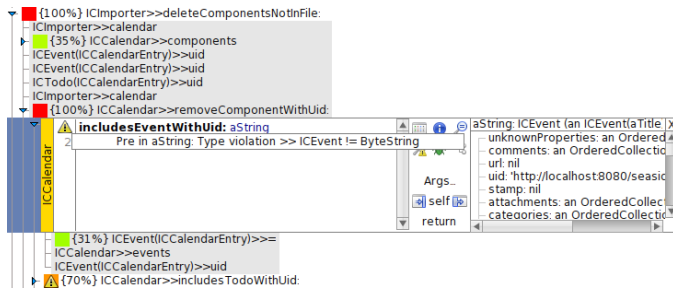 {100%} ICImporter>>deleteComponentsNotInFile:
ICImporter>>calendar
{35%} ICCalendar>>components
ICEvent(ICCalendarEntry)>>uid
ICEvent(ICCalendarEntry)>>uid
ICTodo(ICCalendarEntry)>>uid
ICImporter>>calendar
{100%} ICCalendar>>removeComponentWithUid:
ICCalendar
includesEventWithUid: aString
2
Pre in aString: Type violation >> ICEvent != ByteString
Args..
self
return
aString: ICEvent (an ICEvent(aTitle X
unknownProperties: an Ordered
comments: an OrderedCollectio
url: nil
uid: 'http://localhost:8080/seasid
stamp: nil
attachments: an OrderedCollec
categories: an OrderedCollectio
{31%} ICEvent(ICCalendarEntry)>>=
ICCalendar>>events
ICEvent(ICCalendarEntry)>>uid
{70%} ICCalendar>>includesTodoWithUid: